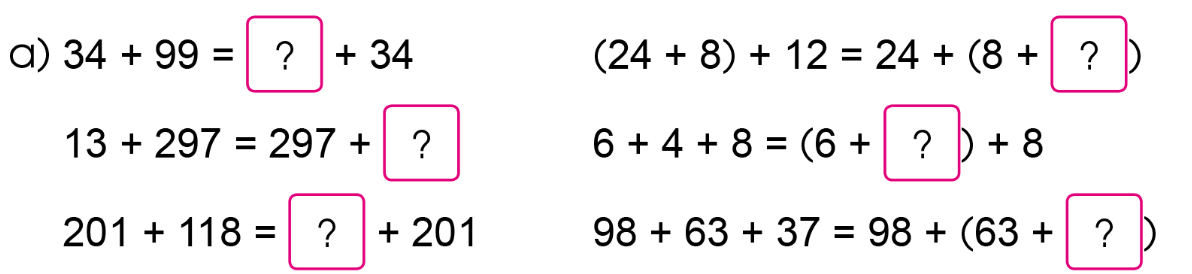 a) 34 + 99 = ? + 34
(24 + 8) + 12 = 24 + (8 + ?)
13 + 297 = 297 + ?
6 + 4 + 8 = (6 + ?) + 8
201 + 118 = ? + 201
98 + 63 + 37 = 98 + (63 + ?)